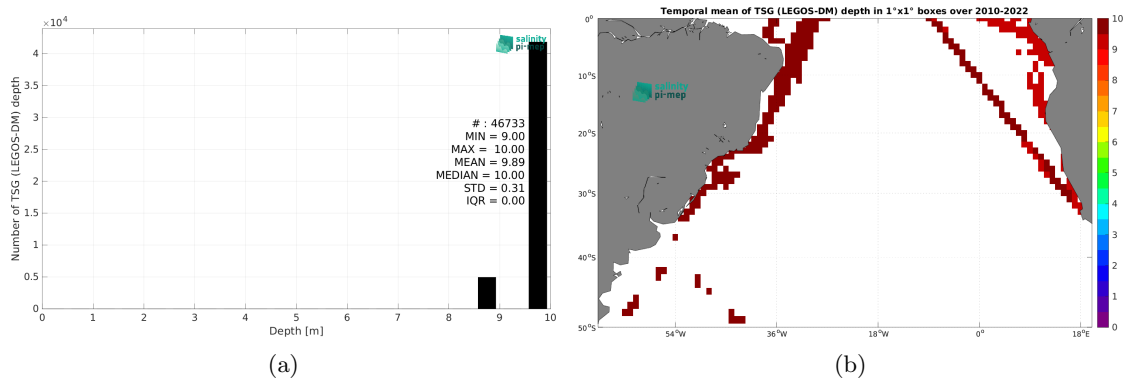 ×10⁴
4
3.5
3
2.5
2
1.5
1
0.5
0
Number of TSG (LEGOS-DM) depth
salinity
pi-mep
# : 46733
MIN = 9.00
MAX = 10.00
MEAN = 9.89
MEDIAN = 10.00
STD = 0.31
IQR = 0.00
0 1 2 3 4 5 6 7 8 9 10
Depth [m]
(a)
Temporal mean of TSG (LEGOS-DM) depth in 1°x1° boxes over 2010-2022
0°
10°S
20°S
30°S
40°S
50°S
salinity
pi-mep
54°W 36°W 18°W 0° 18°E
10
9
8
7
6
5
4
3
2
1
0
(b)